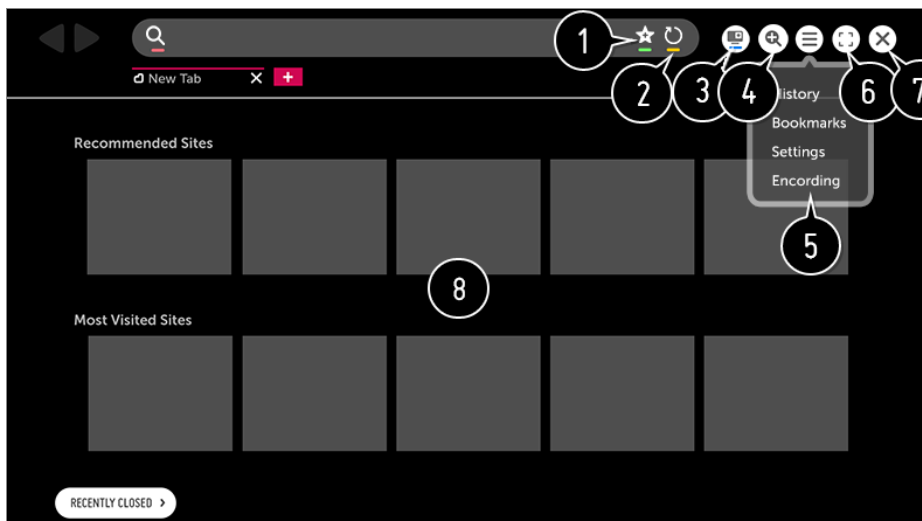 1
New Tab
2
3
4
6
7
History
Bookmarks
Settings
Encording
5
Recommended Sites
8
Most Visited Sites
RECENTLY CLOSED >